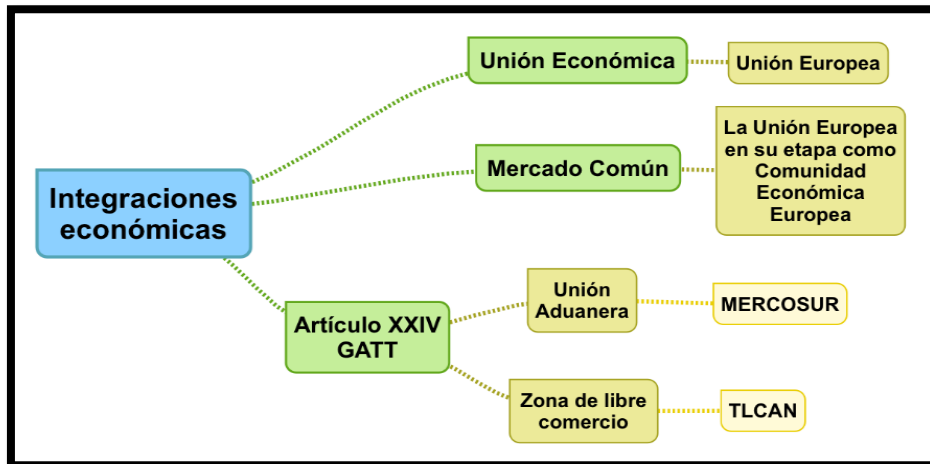 Integraciones
económicas
Unión Económica
Unión Europea
Mercado Común
La Unión Europea
en su etapa como
Comunidad
Económica
Europea
Artículo XXIV
GATT
Unión
Aduanera
MERCOSUR
Zona de libre
comercio
TLCAN